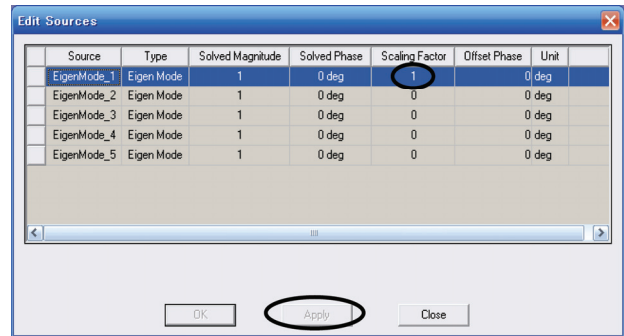 Edit Sources
Source Type Solved Magnitude Solved Phase Scaling Factor Offset Phase Unit
EigenMode_1 Eigen Mode 1 0 deg 1 0 deg
EigenMode_2 Eigen Mode 1 0 deg 0 0 deg
EigenMode_3 Eigen Mode 1 0 deg 0 0 deg
EigenMode_4 Eigen Mode 1 0 deg 0 0 deg
EigenMode_5 Eigen Mode 1 0 deg 0 0 deg
OK Apply Close